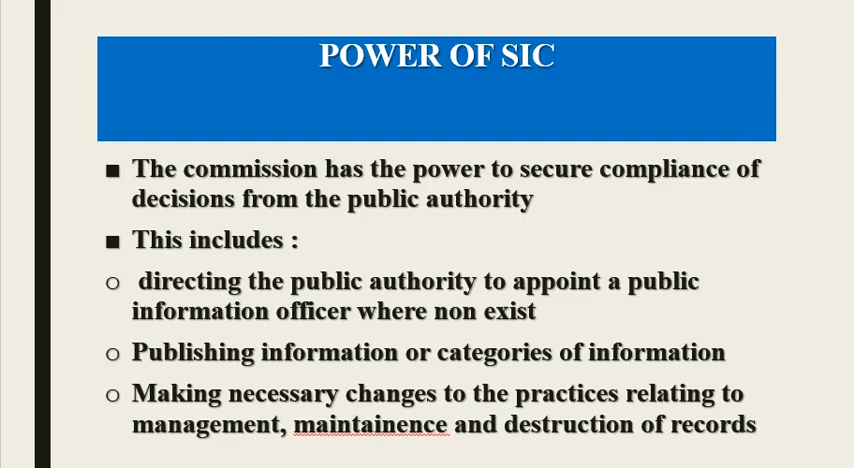 POWER OF SIC
■ The commission has the power to secure compliance of
decisions from the public authority
■ This includes :
○ directing the public authority to appoint a public
information officer where non exist
○ Publishing information or categories of information
○ Making necessary changes to the practices relating to
management, maintainence and destruction of records